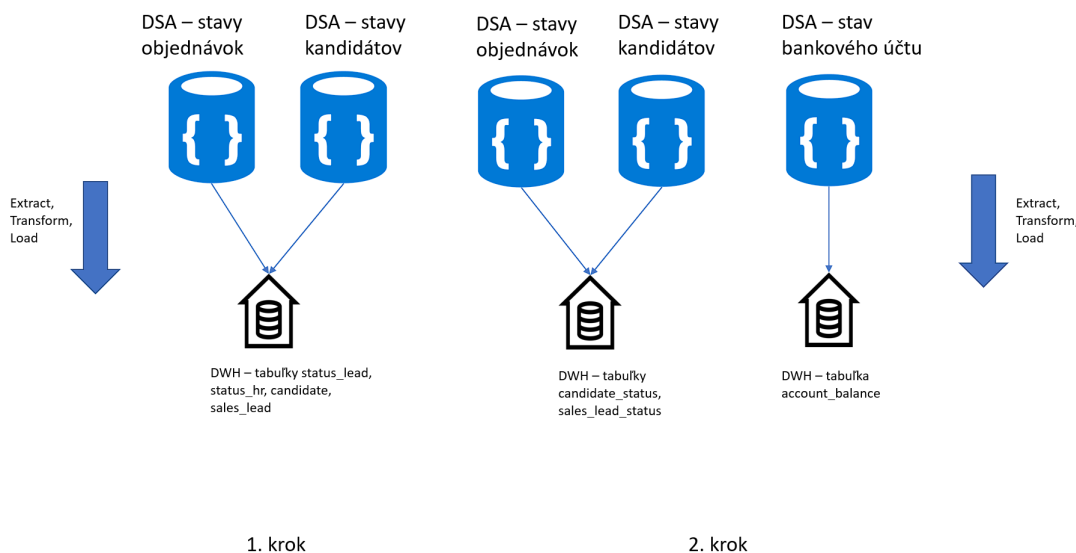 DSA – stavy
objednávok
DSA – stavy
kandidátov
DSA – stavy
objednávok
DSA – stavy
kandidátov
DSA – stav
bankového účtu
{ }
{ }
{ }
{ }
{ }
Extract,
Transform,
Load
Extract,
Transform,
Load
DWH – tabuľky status_lead,
status_hr, candidate,
sales_lead
DWH – tabuľky
candidate_status,
sales_lead_status
DWH – tabuľka
account_balance
1. krok
2. krok